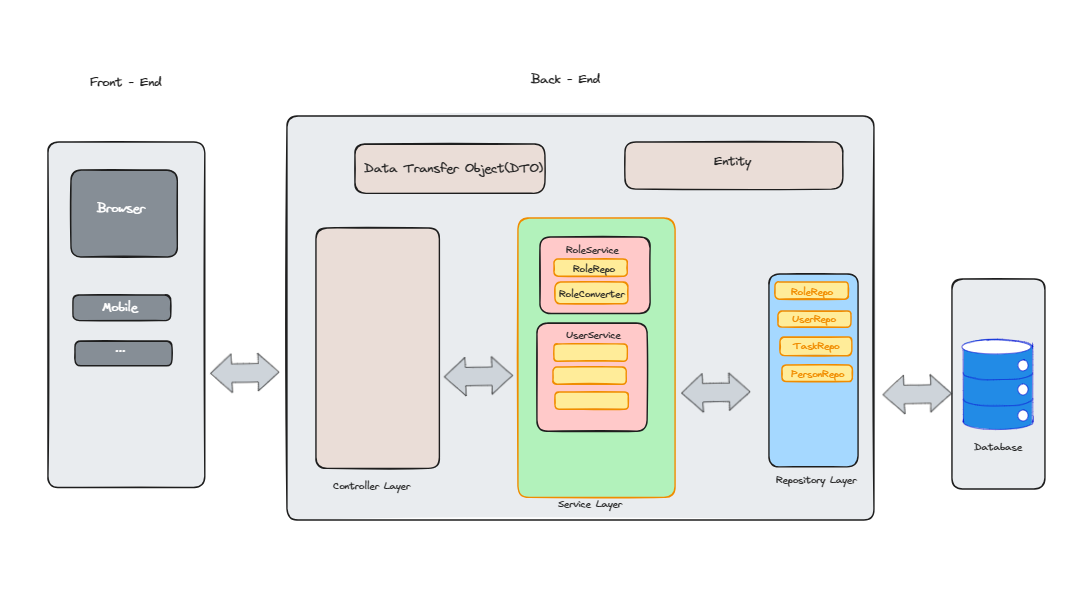 Front - End
Back - End
Browser
Mobile
...
Data Transfer Object(DTO)
Entity
Controller Layer
RoleService
RoleRepo
RoleConverter
UserService
Service Layer
RoleRepo
UserRepo
TaskRepo
PersonRepo
Repository Layer
Database